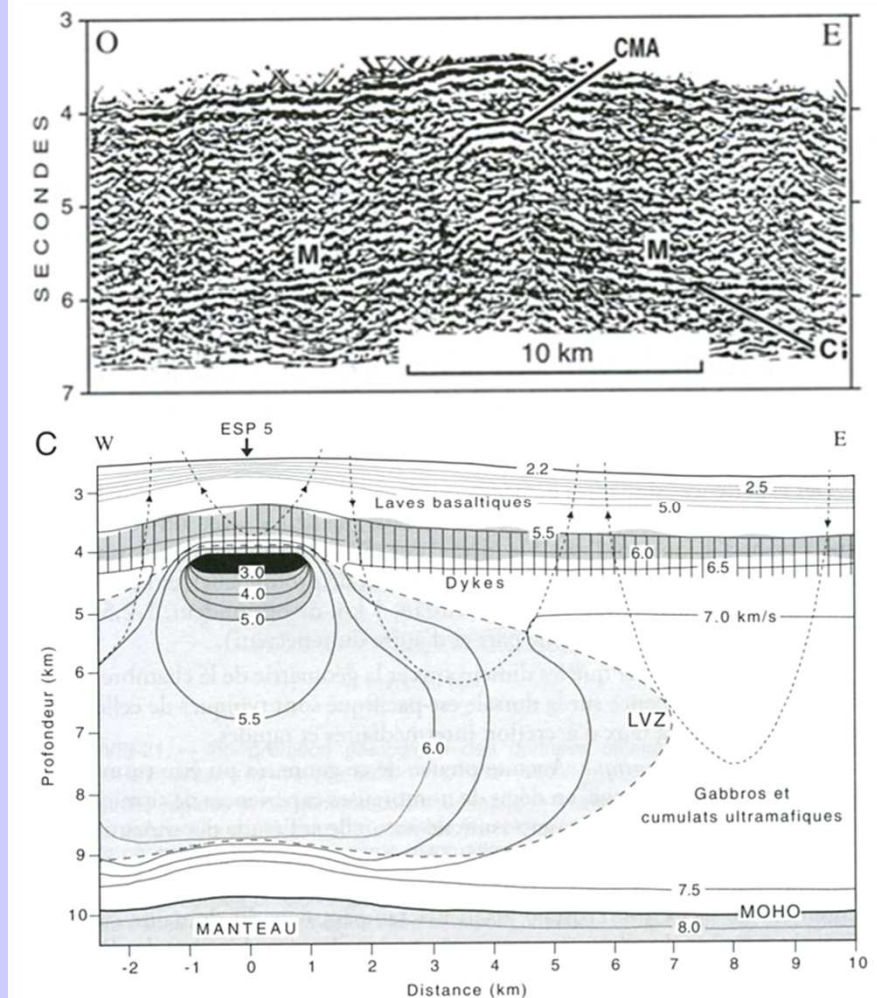 O
E
CMA
3
4
5
6
7
SECONDES
M
M
10 km
C
C
W
ESP 5
E
2.2
2.5
Laves basaltiques
5.0
5.5
6.0
6.5
3.0
4.0
5.0
Dykes
7.0 km/s
5.5
6.0
LVZ
Gabbros et
cumulats ultramafiques
7.5
MOHO
8.0
MANTEAU
3
4
5
6
7
8
9
10
Profondeur (km)
-2 -1 0 1 2 3 4 5 6 7 8 9 10
Distance (km)